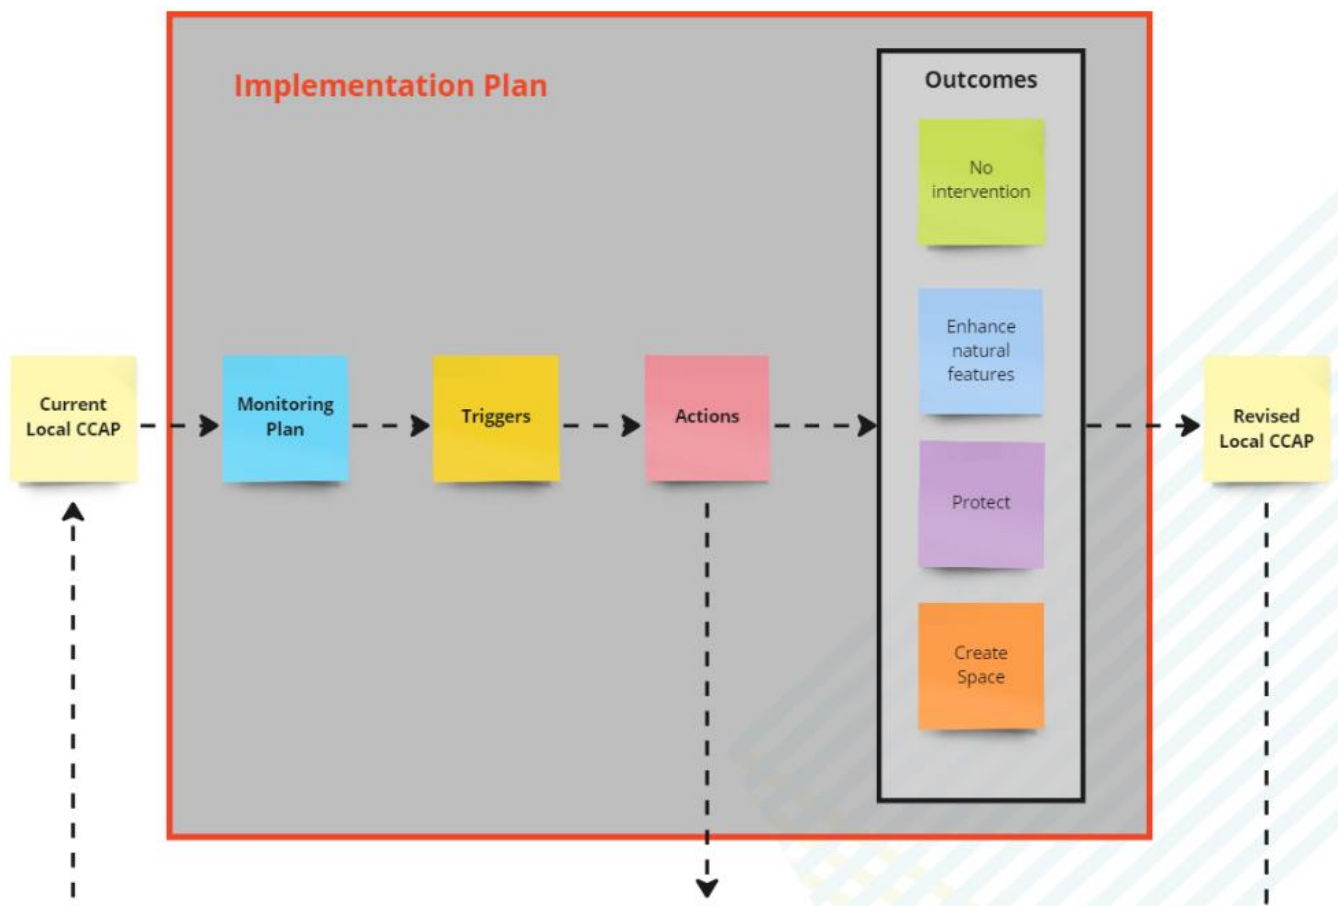 Implementation Plan
Outcomes
No
intervention
Enhance
natural
features
Current
Local CCAP
Monitoring
Plan
Triggers
Actions
Revised
Local CCAP
Protect
Create
Space